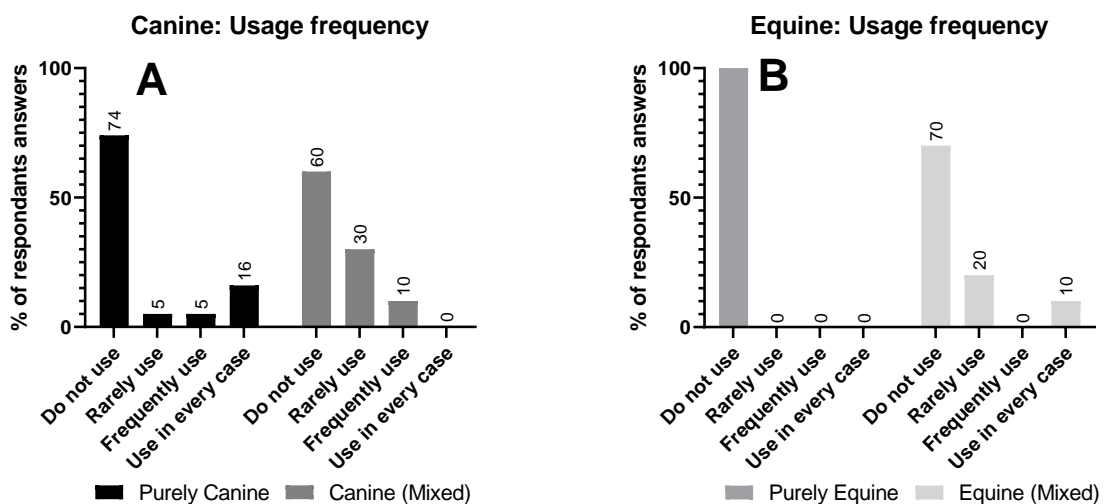 Canine: Usage frequency
A
% of respondants answers
100
50
0
74
5
5
16
60
30
10
0
Do not use
Rarely use
Frequently use
Use in every case
Do not use
Rarely use
Frequently use
Use in every case
Purely Canine
Canine (Mixed)
Equine: Usage frequency
B
% of respondants answers
100
50
0
0
0
0
70
20
0
10
Do not use
Rarely use
Frequently use
Use in every case
Do not use
Rarely use
Frequently use
Use in every case
Purely Equine
Equine (Mixed)